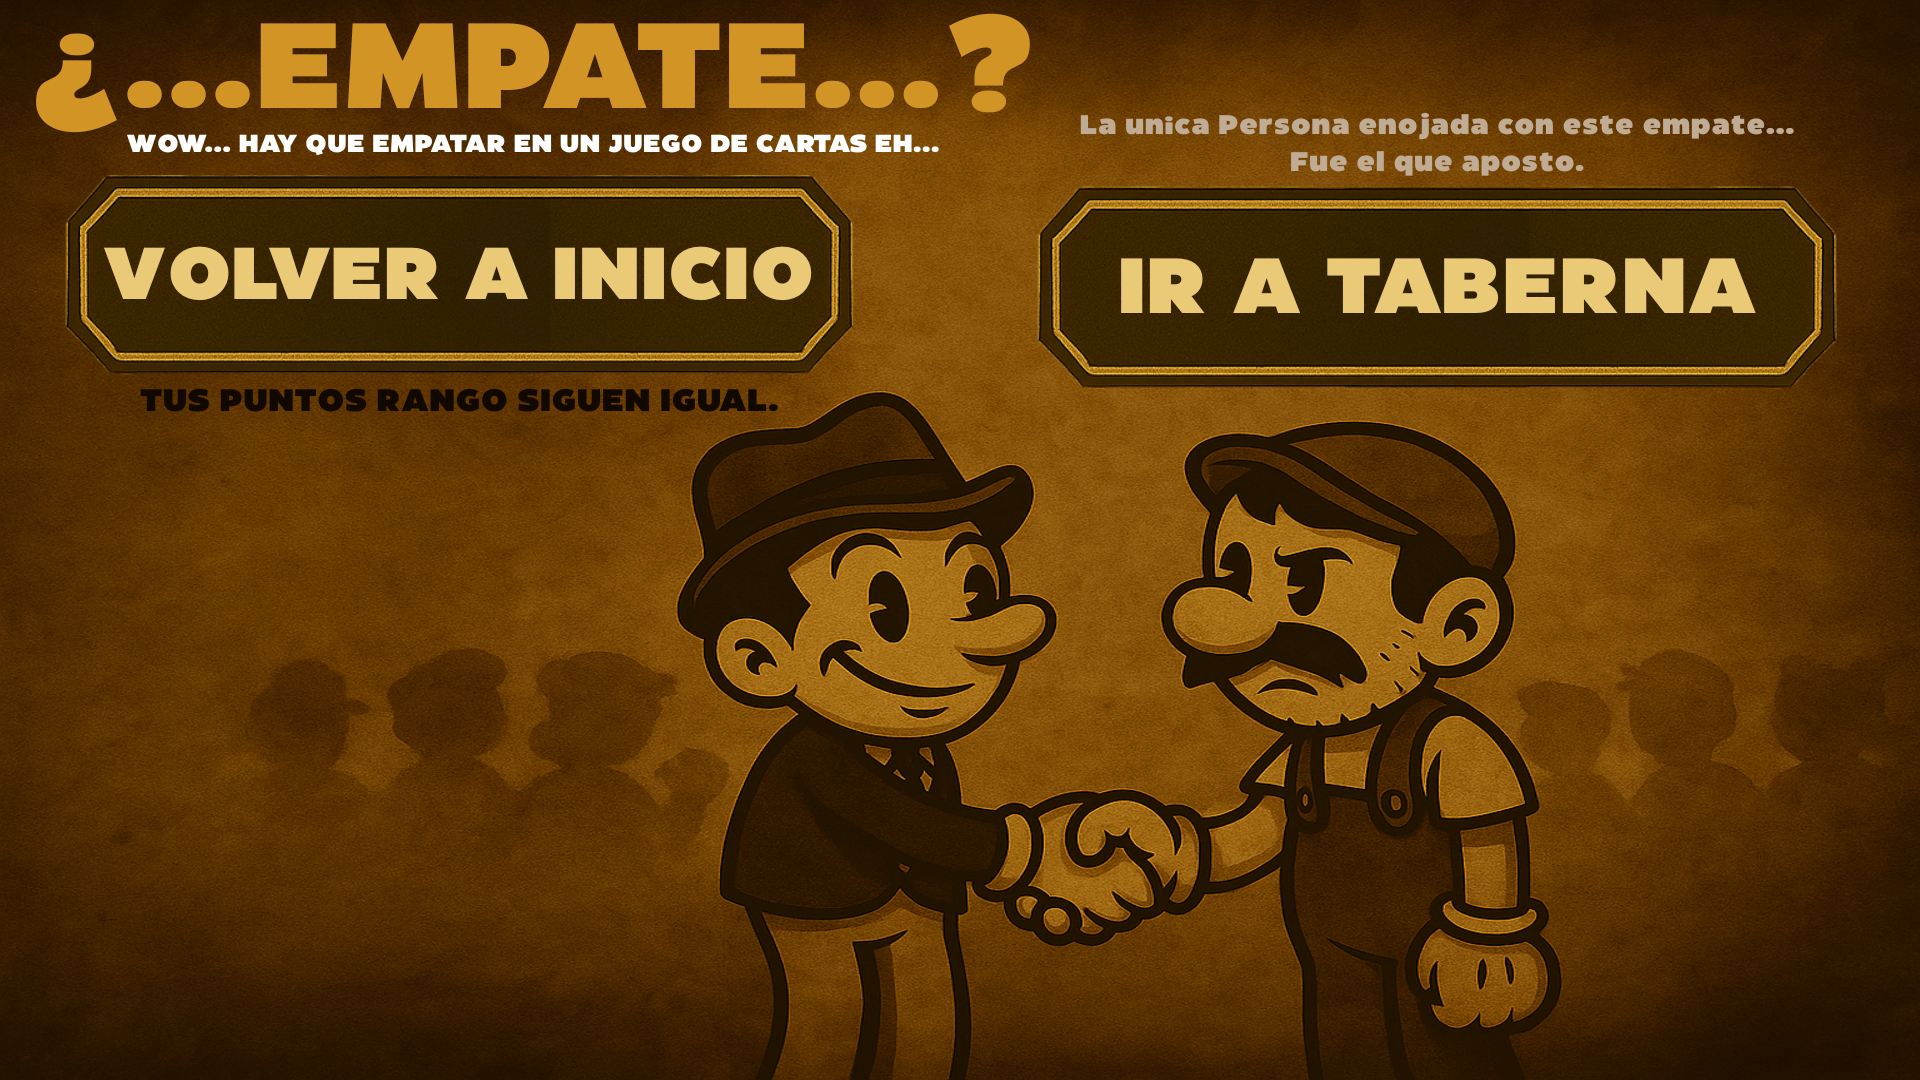 ¿...EMPATE...?
WOW... HAY QUE EMPATAR EN UN JUEGO DE CARTAS EH...
VOLVER A INICIO
TUS PUNTOS RANGO SIGUEN IGUAL.
La unica Persona enojada con este empate...
Fue el que aposto.
IR A TABERNA